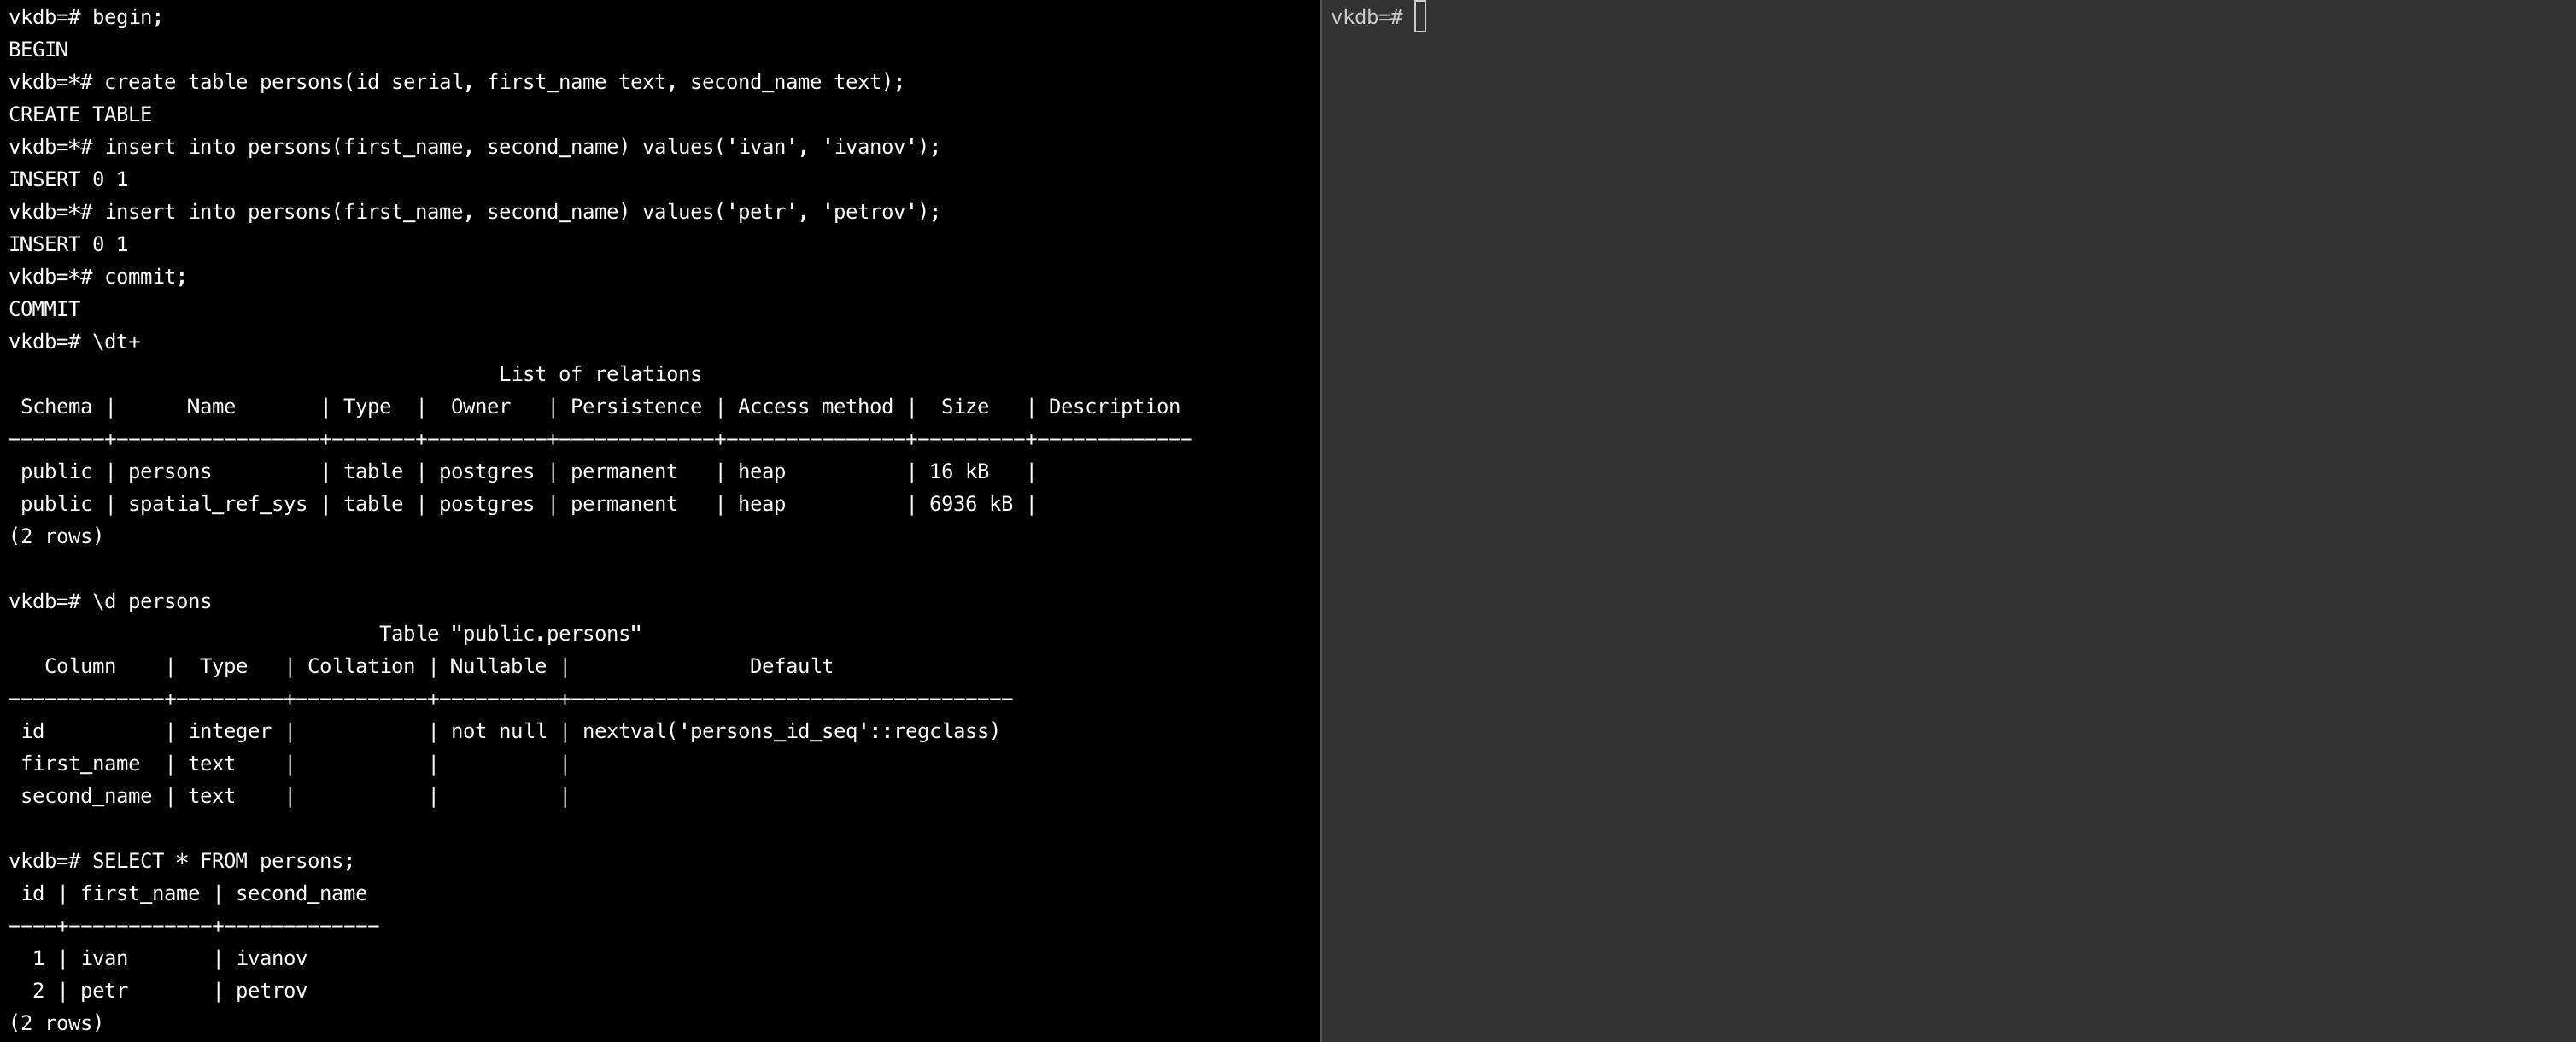 vkdb=# begin;
BEGIN
vkdb=*# create table persons(id serial, first_name text, second_name text);
CREATE TABLE
vkdb=*# insert into persons(first_name, second_name) values('ivan', 'ivanov');
INSERT 0 1
vkdb=*# insert into persons(first_name, second_name) values('petr', 'petrov');
INSERT 0 1
vkdb=*# commit;
COMMIT
vkdb=# \dt+
                                         List of relations
 Schema |      Name       | Type  |  Owner   | Persistence | Access method |  Size   | Description
--------+-----------------+-------+----------+-------------+---------------+---------+-------------
 public | persons         | table | postgres | permanent   | heap          | 16 kB   |
 public | spatial_ref_sys | table | postgres | permanent   | heap          | 6936 kB |
(2 rows)

vkdb=# \d persons
                               Table "public.persons"
   Column    |  Type   | Collation | Nullable |               Default
-------------+---------+-----------+----------+-------------------------------------
 id          | integer |           | not null | nextval('persons_id_seq'::regclass)
 first_name  | text    |           |          |
 second_name | text    |           |          |

vkdb=# SELECT * FROM persons;
 id | first_name | second_name
----+------------+-------------
  1 | ivan       | ivanov
  2 | petr       | petrov
(2 rows)
vkdb=#